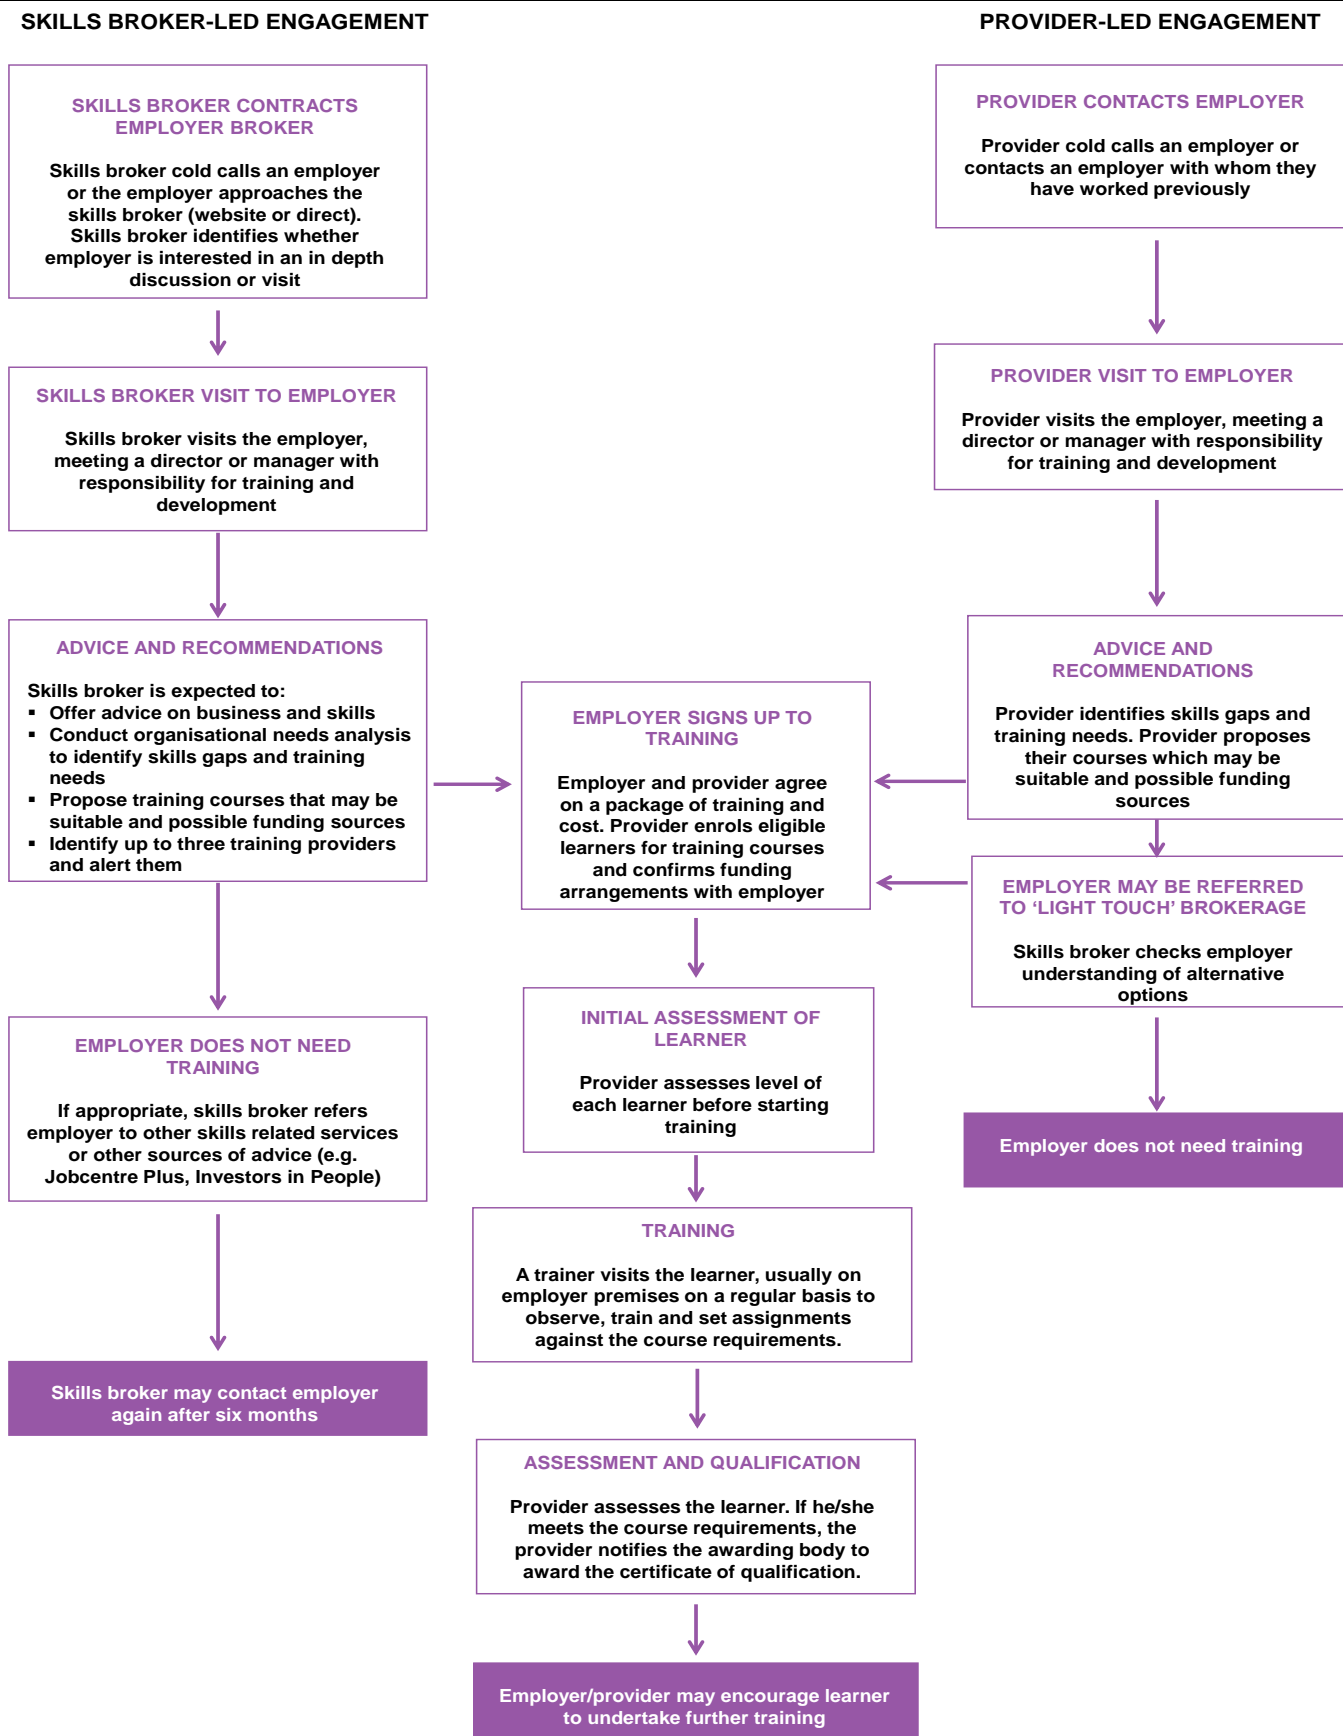 SKILLS BROKER-LED ENGAGEMENT
PROVIDER-LED ENGAGEMENT
SKILLS BROKER CONTRACTS
EMPLOYER BROKER
Skills broker cold calls an employer
or the employer approaches the
skills broker (website or direct).
Skills broker identifies whether
employer is interested in an in depth
discussion or visit
SKILLS BROKER VISIT TO EMPLOYER
Skills broker visits the employer,
meeting a director or manager with
responsibility for training and
development
ADVICE AND RECOMMENDATIONS
Skills broker is expected to:
▪ Offer advice on business and skills
▪ Conduct organisational needs analysis
to identify skills gaps and training
needs
▪ Propose training courses that may be
suitable and possible funding sources
▪ Identify up to three training providers
and alert them
EMPLOYER DOES NOT NEED
TRAINING
If appropriate, skills broker refers
employer to other skills related services
or other sources of advice (e.g.
Jobcentre Plus, Investors in People)
Skills broker may contact employer
again after six months
EMPLOYER SIGNS UP TO
TRAINING
Employer and provider agree
on a package of training and
cost. Provider enrols eligible
learners for training courses
and confirms funding
arrangements with employer
INITIAL ASSESSMENT OF
LEARNER
Provider assesses level of
each learner before starting
training
TRAINING
A trainer visits the learner, usually on
employer premises on a regular basis to
observe, train and set assignments
against the course requirements.
ASSESSMENT AND QUALIFICATION
Provider assesses the learner. If he/she
meets the course requirements, the
provider notifies the awarding body to
award the certificate of qualification.
Employer/provider may encourage learner
to undertake further training
PROVIDER CONTACTS EMPLOYER
Provider cold calls an employer or
contacts an employer with whom they
have worked previously
PROVIDER VISIT TO EMPLOYER
Provider visits the employer, meeting a
director or manager with responsibility
for training and development
ADVICE AND
RECOMMENDATIONS
Provider identifies skills gaps and
training needs. Provider proposes
their courses which may be
suitable and possible funding
sources
EMPLOYER MAY BE REFERRED
TO ‘LIGHT TOUCH’ BROKERAGE
Skills broker checks employer
understanding of alternative
options
Employer does not need training